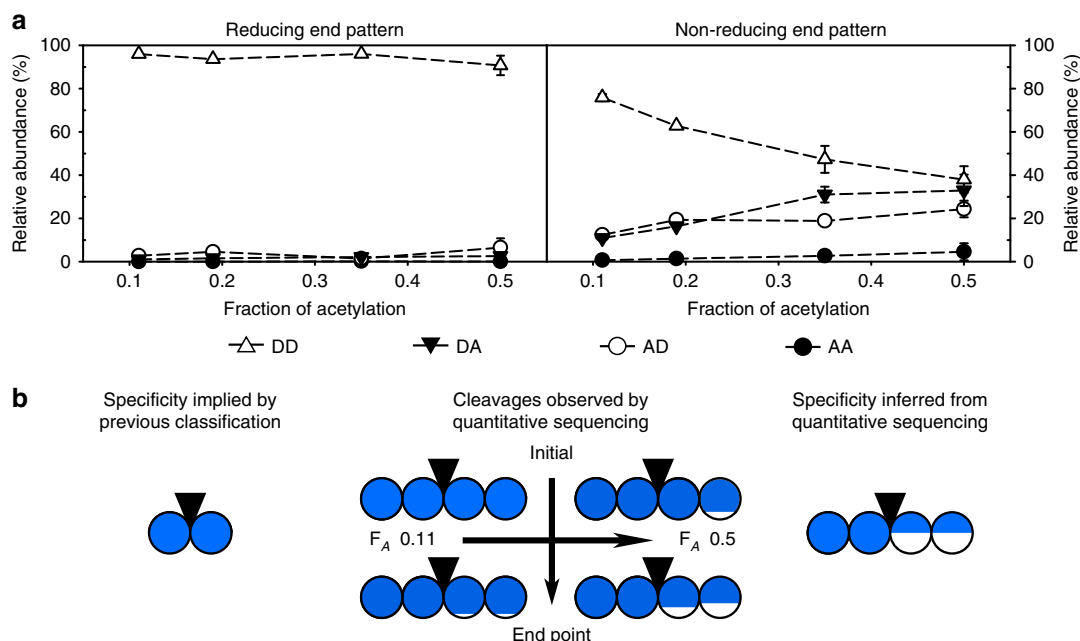 a
Reducing end pattern
Non-reducing end pattern
Relative abundance (%)
100
80
60
40
20
0
100
80
60
40
20
0
Relative abundance (%)
0.1 0.2 0.3 0.4 0.5
0.1 0.2 0.3 0.4 0.5
Fraction of acetylation
Fraction of acetylation
DD DA AD AA
b
Specificity implied by
previous classification
Cleavages observed by
quantitative sequencing
Specificity inferred from
quantitative sequencing
Initial
F_A 0.11
F_A 0.5
End point